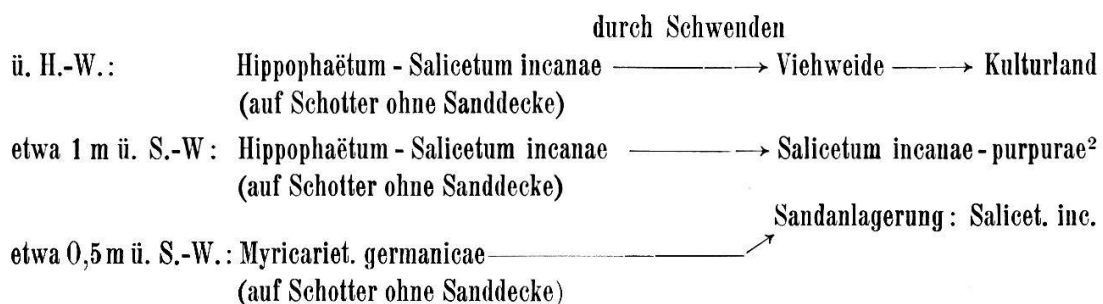 durch Schwenden
ü. H.-W.: Hippophaëtum - Salicetum incanae ⟶ Viehweide ⟶ Kulturland
(auf Schotter ohne Sanddecke)
etwa 1 m ü. S.-W: Hippophaëtum - Salicetum incanae ⟶ Salicetum incanae-purpurae²
(auf Schotter ohne Sanddecke)
Sandanlagerung: Salicet. inc.
etwa 0,5 m ü. S.-W.: Myricariet. germanicae ⟶
(auf Schotter ohne Sanddecke)